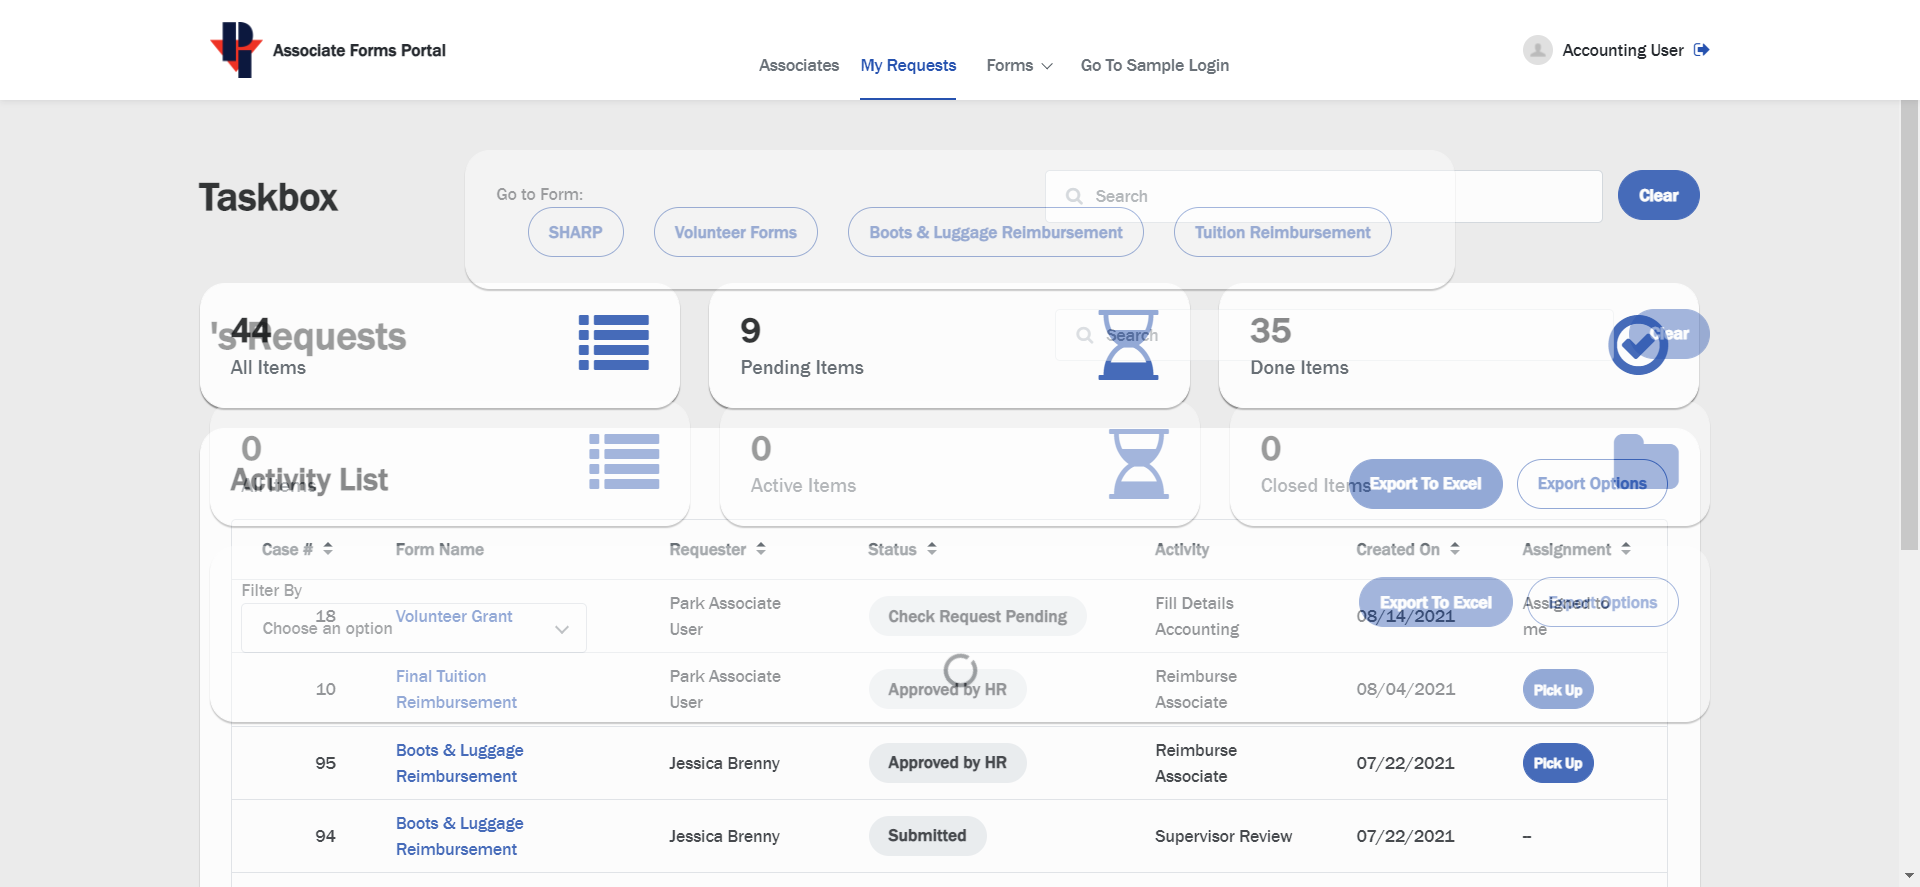 Associate Forms Portal
Associates
My Requests
Forms
Go To Sample Login
Accounting User
Taskbox
Go to Form:
Search
Clear
SHARP
Volunteer Forms
Boots & Luggage Reimbursement
Tuition Reimbursement
44
All Items
9
Pending Items
35
Done Items
's Requests
Search
Clear
0
All Items
0
Active Items
0
Closed Items
Activity List
Export To Excel
Export Options
Case #
Form Name
Requester
Status
Activity
Created On
Assignment
Filter By
Choose an option
Export To Excel
Export Options
18
Volunteer Grant
Park Associate
User
Check Request Pending
Fill Details
Accounting
08/14/2021
Assigned to
me
10
Final Tuition
Reimbursement
Park Associate
User
Approved by HR
Reimburse
Associate
08/04/2021
Pick Up
95
Boots & Luggage
Reimbursement
Jessica Brenny
Approved by HR
Reimburse
Associate
07/22/2021
Pick Up
94
Boots & Luggage
Reimbursement
Jessica Brenny
Submitted
Supervisor Review
07/22/2021
–